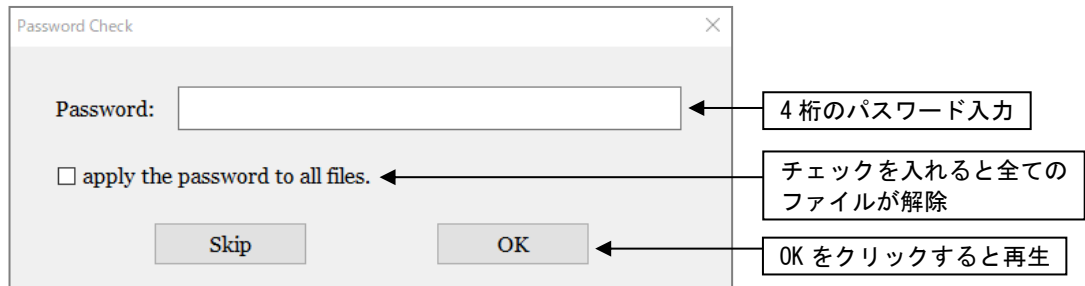 Password Check
Password:
4桁のパスワード入力
apply the password to all files.
チェックを入れると全ての
ファイルが解除
Skip
OK
OKをクリックすると再生